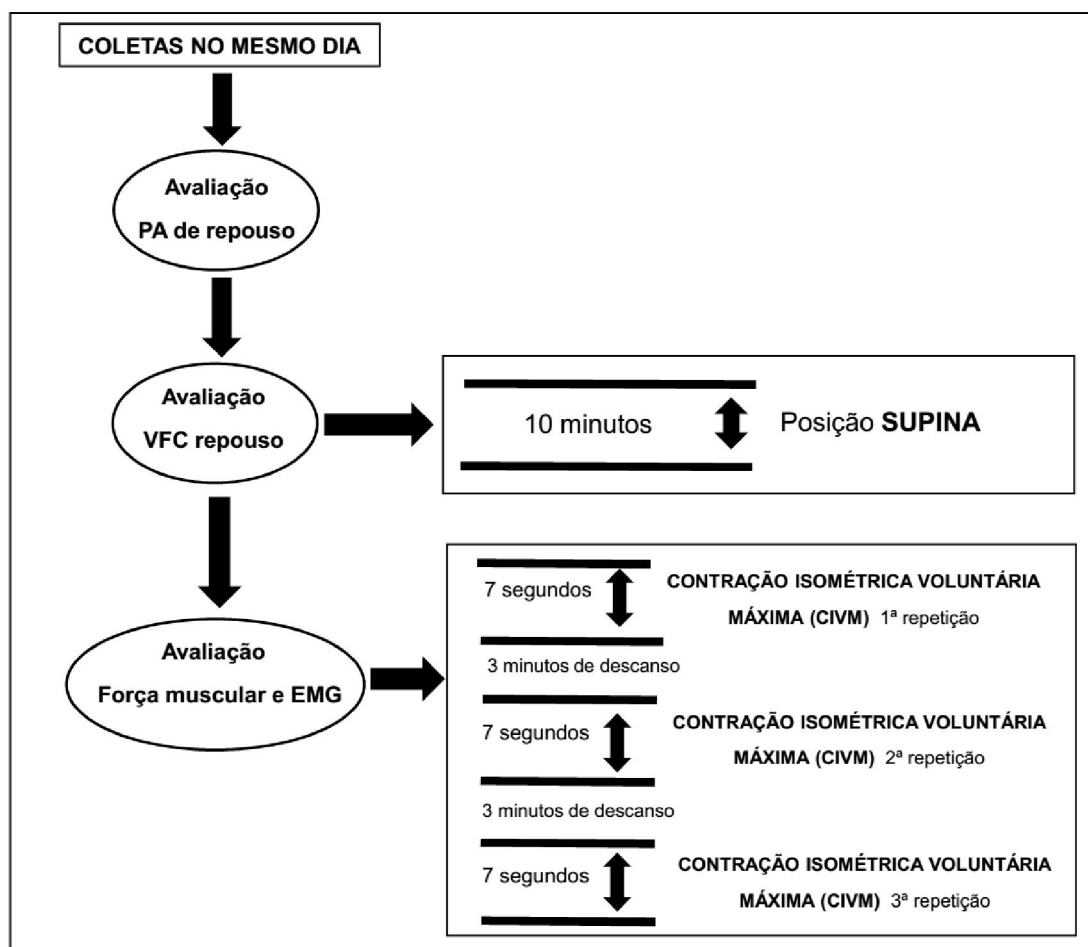 COLETAS NO MESMO DIA
Avaliação
PA de repouso
Avaliação
VFC repouso
10 minutos
Posição SUPINA
Avaliação
Força muscular e EMG
7 segundos
CONTRAÇÃO ISOMÉTRICA VOLUNTÁRIA
MÁXIMA (CIVM) 1ª repetição
3 minutos de descanso
7 segundos
CONTRAÇÃO ISOMÉTRICA VOLUNTÁRIA
MÁXIMA (CIVM) 2ª repetição
3 minutos de descanso
7 segundos
CONTRAÇÃO ISOMÉTRICA VOLUNTÁRIA
MÁXIMA (CIVM) 3ª repetição